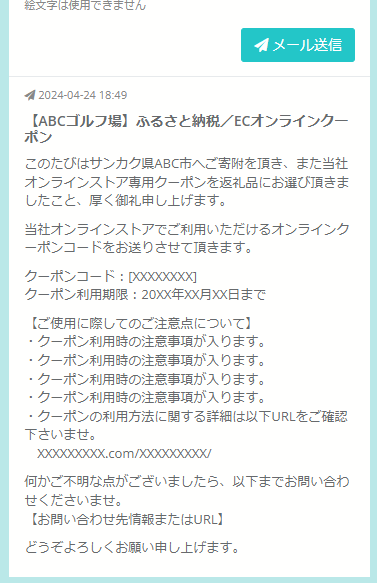 絵文字は使用できません
メール送信
2024-04-24 18:49
【ABCゴルフ場】ふるさと納税／ECオンラインクー
ポン
このたびはサンカク県ABC市へご寄附を頂き、また当社
オンラインストア専用クーポンを返礼品にお選び頂きま
したこと、厚く御礼申し上げます。
当社オンラインストアでご利用いただけるオンラインク
ーポンコードをお送りさせて頂きます。
クーポンコード：[XXXXXXXX]
クーポン利用期限：20XX年XX月XX日まで
【ご使用に際してのご注意点について】
・クーポン利用時の注意事項が入ります。
・クーポン利用時の注意事項が入ります。
・クーポン利用時の注意事項が入ります。
・クーポン利用時の注意事項が入ります。
・クーポンの利用方法に関する詳細は以下URLをご確認
下さいませ。
　XXXXXXXXX.com/XXXXXXXXX/
何かご不明な点がございましたら、以下までお問い合わ
せくださいませ。
【お問い合わせ先情報またはURL】
どうぞよろしくお願い申し上げます。